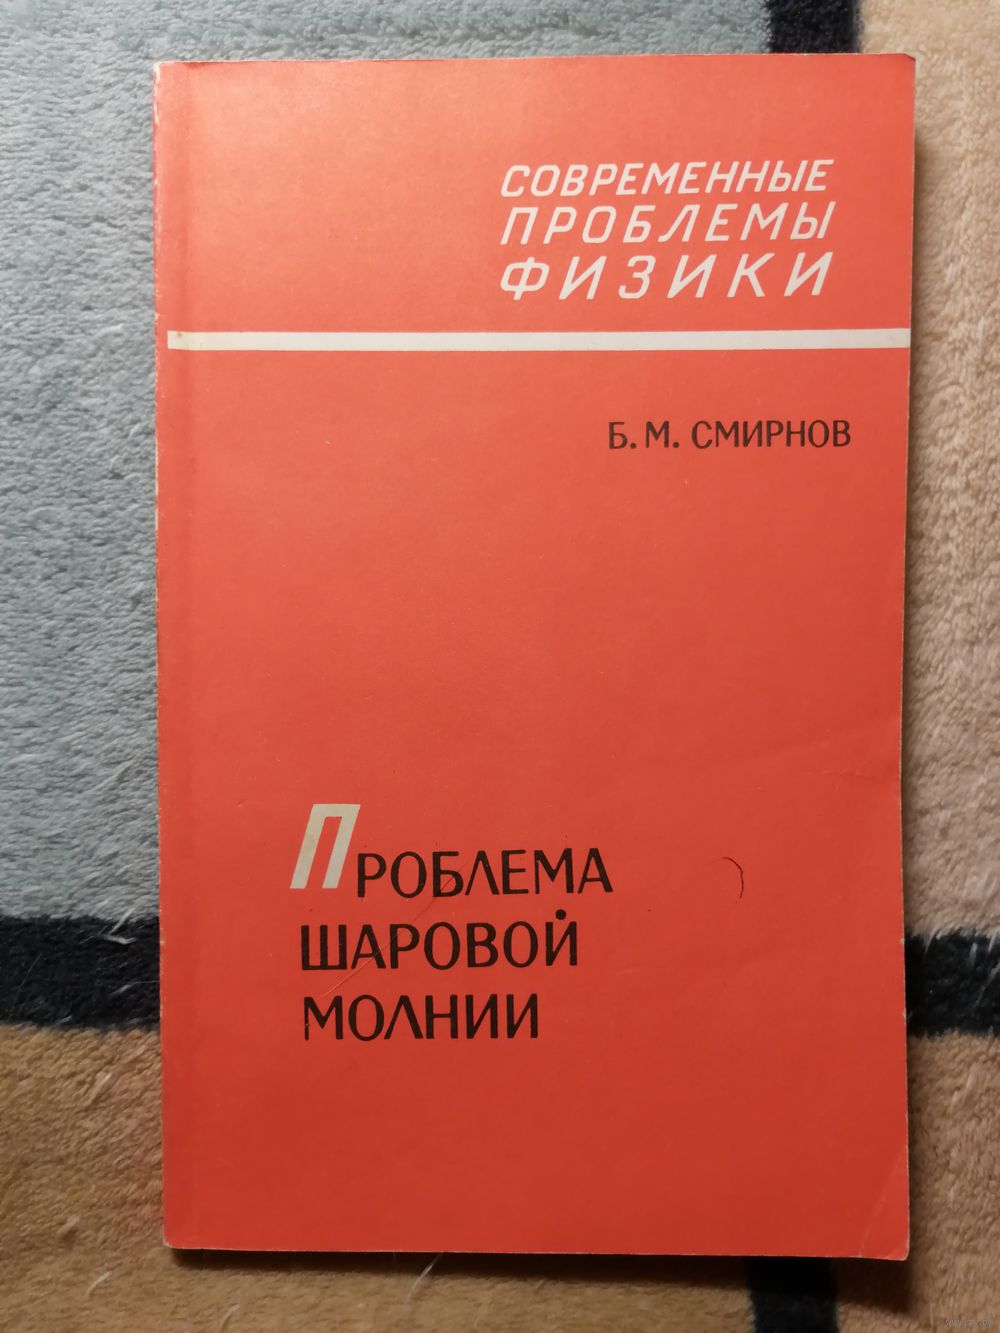 СОВРЕМЕННЫЕ
ПРОБЛЕМЫ
ФИЗИКИ
Б. М. СМИРНОВ
ПРОБЛЕМА
ШАРОВОЙ
МОЛНИИ